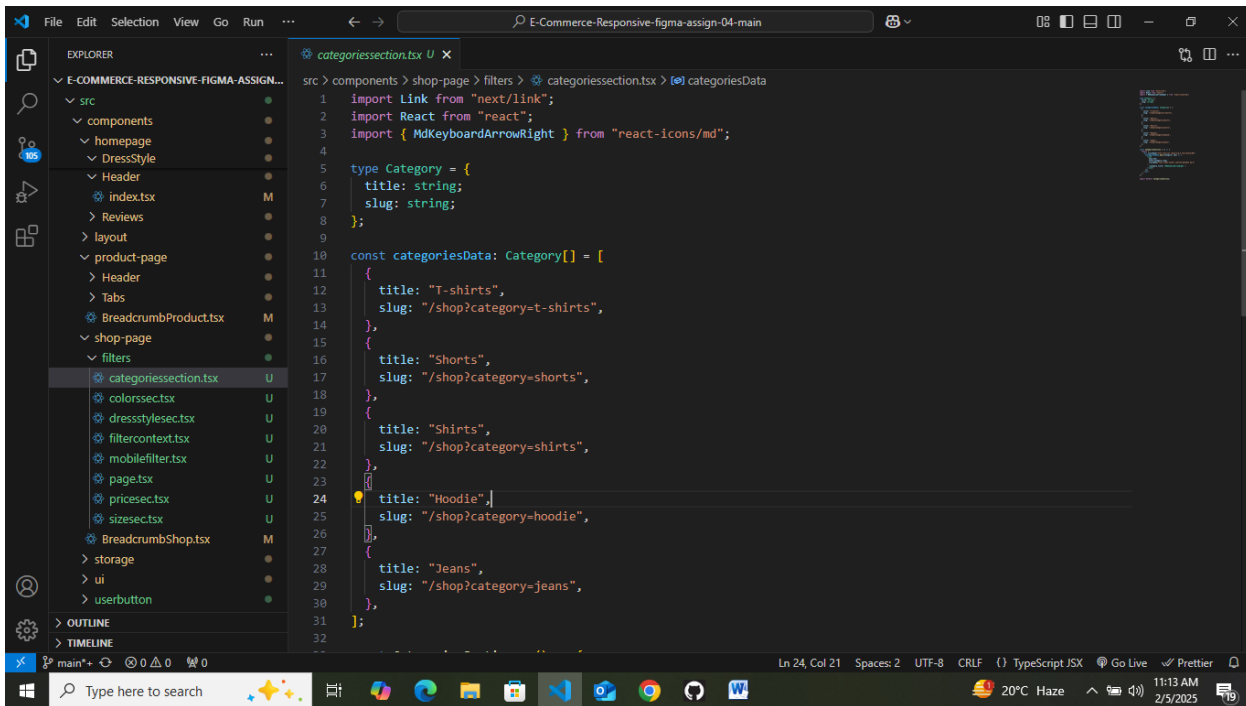 File Edit Selection View Go Run ···
E-Commerce-Responsive-figma-assign-04-main
EXPLORER
E-COMMERCE-RESPONSIVE-FIGMA-ASSIGN...
src
components
homepage
DressStyle
Header
index.tsx M
Reviews
layout
product-page
Header
Tabs
BreadcrumbProduct.tsx M
shop-page
filters
categoriessection.tsx U
colorssec.tsx U
dressstylesec.tsx U
filtercontext.tsx U
mobilefilter.tsx U
page.tsx U
pricesec.tsx U
sizesec.tsx U
BreadcrumbShop.tsx M
storage
ui
userbutton
OUTLINE
TIMELINE
105
categoriessection.tsx U
src > components > shop-page > filters > categoriessection.tsx > categoriesData
1 import Link from "next/link";
2 import React from "react";
3 import { MdKeyboardArrowRight } from "react-icons/md";
4
5 type Category = {
6 title: string;
7 slug: string;
8 };
9
10 const categoriesData: Category[] = [
11 {
12 title: "T-shirts",
13 slug: "/shop?category=t-shirts",
14 },
15 {
16 title: "Shorts",
17 slug: "/shop?category=shorts",
18 },
19 {
20 title: "Shirts",
21 slug: "/shop?category=shirts",
22 },
23 {
24 title: "Hoodie",
25 slug: "/shop?category=hoodie",
26 },
27 {
28 title: "Jeans",
29 slug: "/shop?category=jeans",
30 },
31 ];
32
main*+ 0 0 0 Ln 24, Col 21 Spaces: 2 UTF-8 CRLF {} TypeScript JSX Go Live Prettier
Type here to search
20°C Haze
11:13 AM
2/5/2025
19